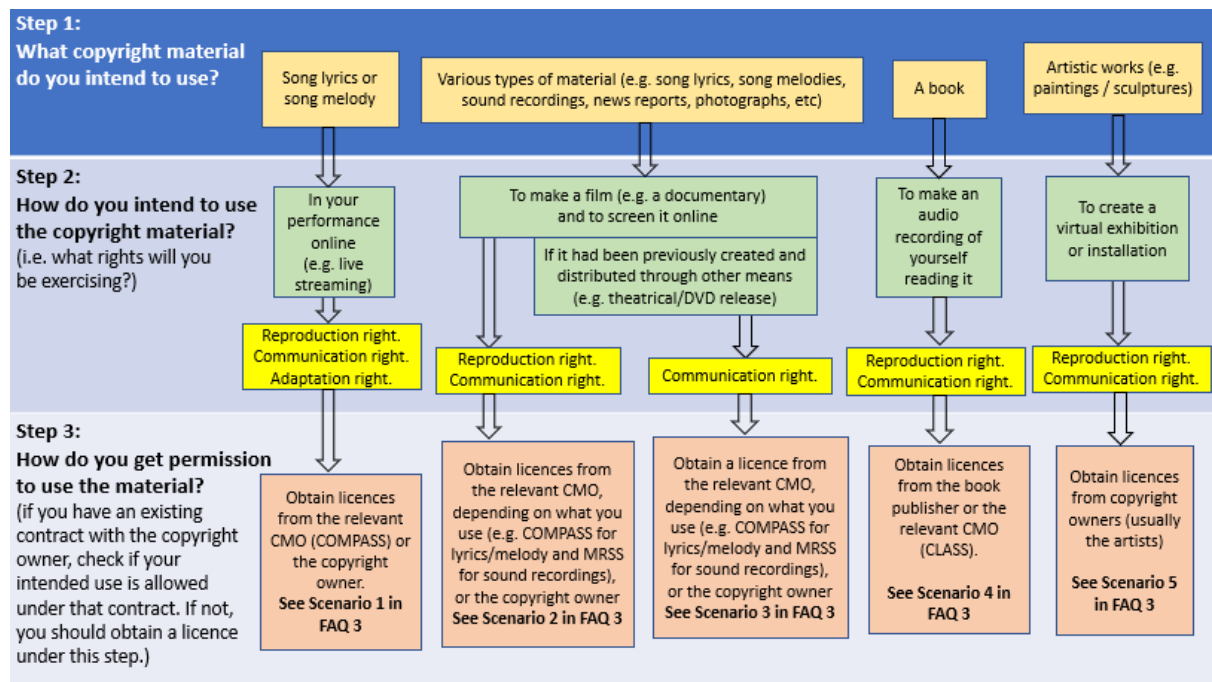 Step 1:
What copyright material
do you intend to use?
Song lyrics or
song melody
Various types of material (e.g. song lyrics, song melodies,
sound recordings, news reports, photographs, etc)
A book
Artistic works (e.g.
paintings / sculptures)
Step 2:
How do you intend to use
the copyright material?
(i.e. what rights will you
be exercising?)
In your
performance
online
(e.g. live
streaming)
To make a film (e.g. a documentary)
and to screen it online
If it had been previously created and
distributed through other means
(e.g. theatrical/DVD release)
To make an
audio
recording of
yourself
reading it
To create a
virtual exhibition
or installation
Reproduction right.
Communication right.
Adaptation right.
Reproduction right.
Communication right.
Communication right.
Reproduction right.
Communication right.
Reproduction right.
Communication right.
Step 3:
How do you get permission
to use the material?
(if you have an existing
contract with the copyright
owner, check if your
intended use is allowed
under that contract. If not,
you should obtain a licence
under this step.)
Obtain licences
from the relevant
CMO (COMPASS) or
the copyright
owner.
See Scenario 1 in
FAQ 3
Obtain licences from
the relevant CMO,
depending on what you
use (e.g. COMPASS for
lyrics/melody and MRSS
for sound recordings),
or the copyright owner
See Scenario 2 in FAQ 3
Obtain a licence from
the relevant CMO,
depending on what you
use (e.g. COMPASS for
lyrics/melody and MRSS
for sound recordings),
or the copyright owner
See Scenario 3 in FAQ 3
Obtain licences
from the book
publisher or the
relevant CMO
(CLASS).
See Scenario 4 in
FAQ 3
Obtain licences
from copyright
owners (usually
the artists)
See Scenario 5
in FAQ 3